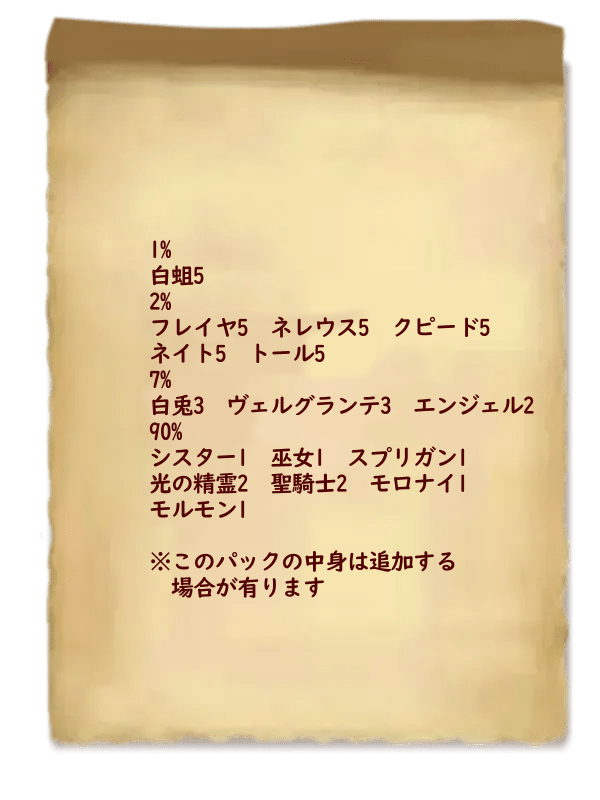 1%
白蛆5
2%
フレイヤ5　ネレウス5　クピード5
ネイト5　トール5
7%
白兎3　ヴェルグランテ3　エンジェル2
90%
シスター1　巫女1　スプリガン1
光の精霊2　聖騎士2　モロナイ1
モルモン1
※このパックの中身は追加する
場合が有ります